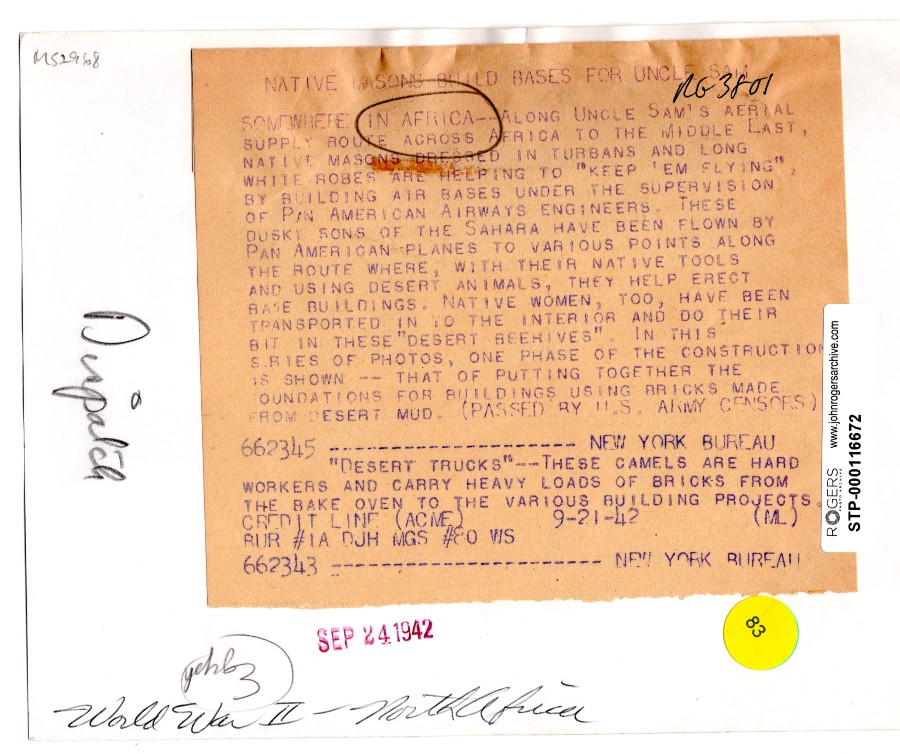 MS2968
NATIVE MASONS BUILD BASES FOR UNCLE SAM
RG3801
SOMEWHERE IN AFRICA--ALONG UNCLE SAM'S AERIAL
SUPPLY ROUTE ACROSS AFRICA TO THE MIDDLE EAST,
NATIVE MASONS DRESSED IN TURBANS AND LONG
WHITE ROBES ARE HELPING TO "KEEP 'EM FLYING",
BY BUILDING AIR BASES UNDER THE SUPERVISION
OF PAN AMERICAN AIRWAYS ENGINEERS. THESE
DUSKY SONS OF THE SAHARA HAVE BEEN FLOWN BY
PAN AMERICAN PLANES TO VARIOUS POINTS ALONG
THE ROUTE WHERE, WITH THEIR NATIVE TOOLS
AND USING DESERT ANIMALS, THEY HELP ERECT
BASE BUILDINGS. NATIVE WOMEN, TOO, HAVE BEEN
TRANSPORTED IN TO THE INTERIOR AND DO THEIR
BIT IN THESE "DESERT BEEHIVES". IN THIS
S.RIES OF PHOTOS, ONE PHASE OF THE CONSTRUCTION
IS SHOWN -- THAT OF PUTTING TOGETHER THE
FOUNDATIONS FOR BUILDINGS USING BRICKS MADE
FROM DESERT MUD. (PASSED BY U.S. ARMY CENSORS)
662345 ----------------------- NEW YORK BUREAU
"DESERT TRUCKS"--THESE CAMELS ARE HARD
WORKERS AND CARRY HEAVY LOADS OF BRICKS FROM
THE BAKE OVEN TO THE VARIOUS BUILDING PROJECTS.
CREDIT LINE (ACME) 9-21-42 (ML)
BUR #1A DJH MGS #80 WS
662343 ------------------------- NEW YORK BUREAU
SEP 24 1942
83
World War II - North Africa
ROGERS www.johnrogersarchive.com
STP-000116672